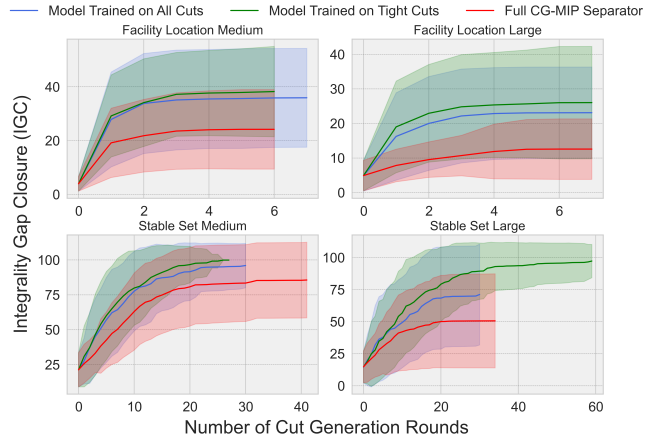 Model Trained on All Cuts Model Trained on Tight Cuts Full CG-MIP Separator
Facility Location Medium Facility Location Large
40
20
0
0 2 4 6
40
30
20
10
0
0 2 4 6
Stable Set Medium Stable Set Large
100
75
50
25
0 10 20 30 40
100
75
50
25
0
0 20 40 60
Integrality Gap Closure (IGC)
Number of Cut Generation Rounds